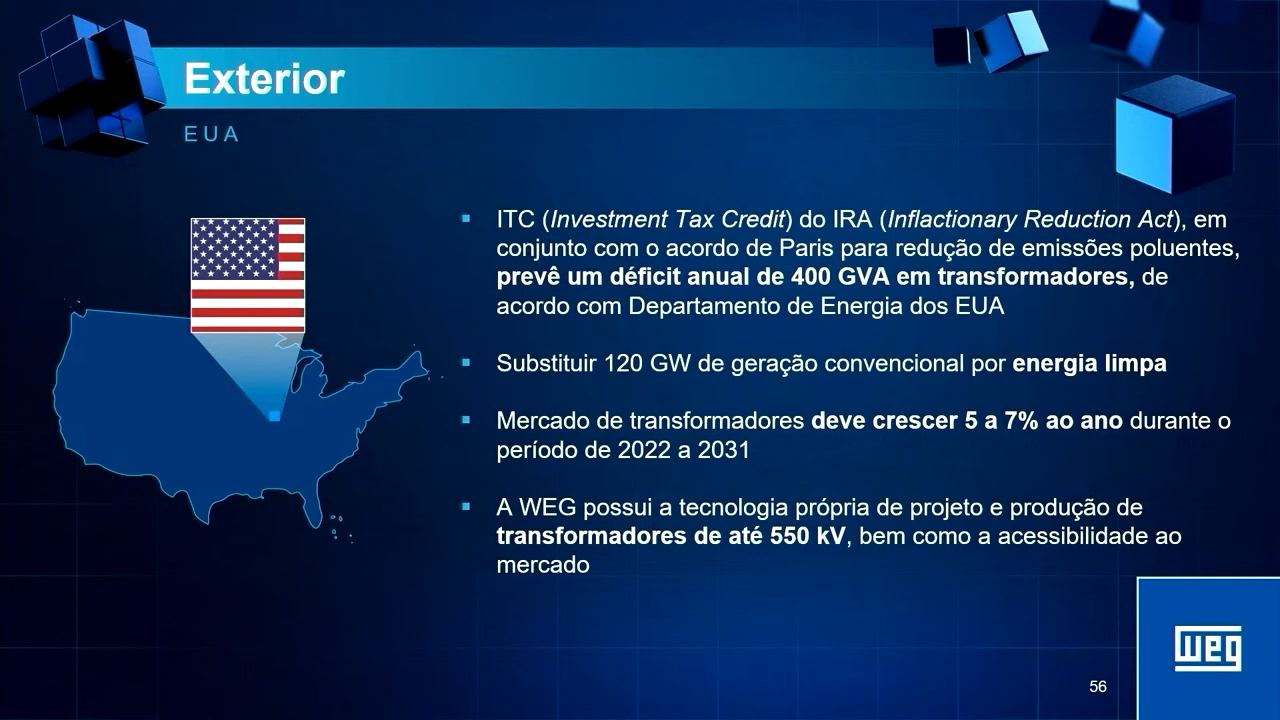 Exterior
EUA
ITC (Investment Tax Credit) do IRA (Inflactionary Reduction Act), em
conjunto com o acordo de Paris para redução de emissões poluentes,
prevê um déficit anual de 400 GVA em transformadores, de
acordo com Departamento de Energia dos EUA
Substituir 120 GW de geração convencional por energia limpa
Mercado de transformadores deve crescer 5 a 7% ao ano durante o
período de 2022 a 2031
A WEG possui a tecnologia própria de projeto e produção de
transformadores de até 550 kV, bem como a acessibilidade ao
mercado
56
weg